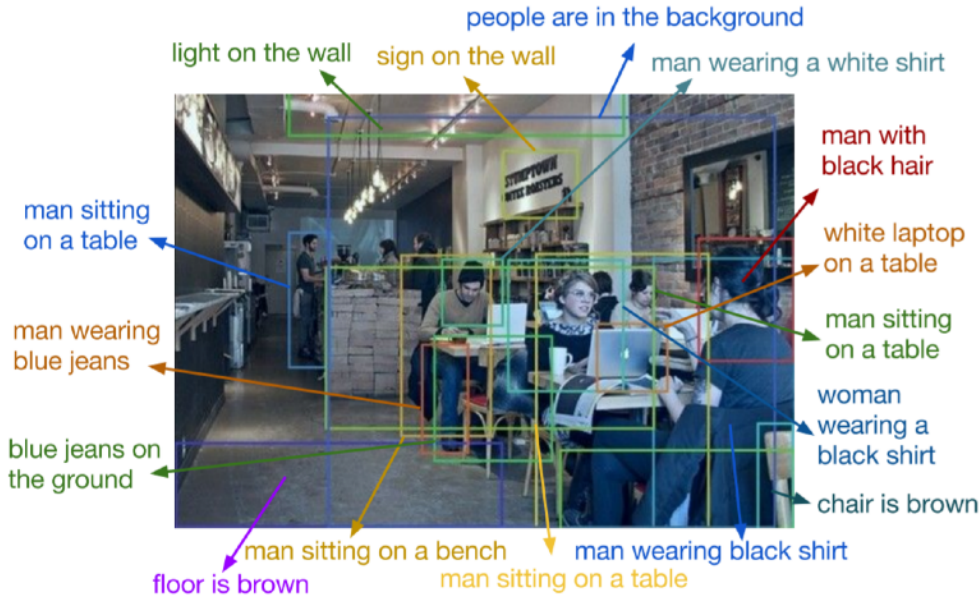 people are in the background
light on the wall
sign on the wall
man wearing a white shirt
man with
black hair
STUMPTOWN
COFFEE ROASTERS
man sitting
on a table
white laptop
on a table
man wearing
blue jeans
man sitting
on a table
woman
wearing a
black shirt
blue jeans on
the ground
chair is brown
man sitting on a bench
man wearing black shirt
man sitting on a table
floor is brown